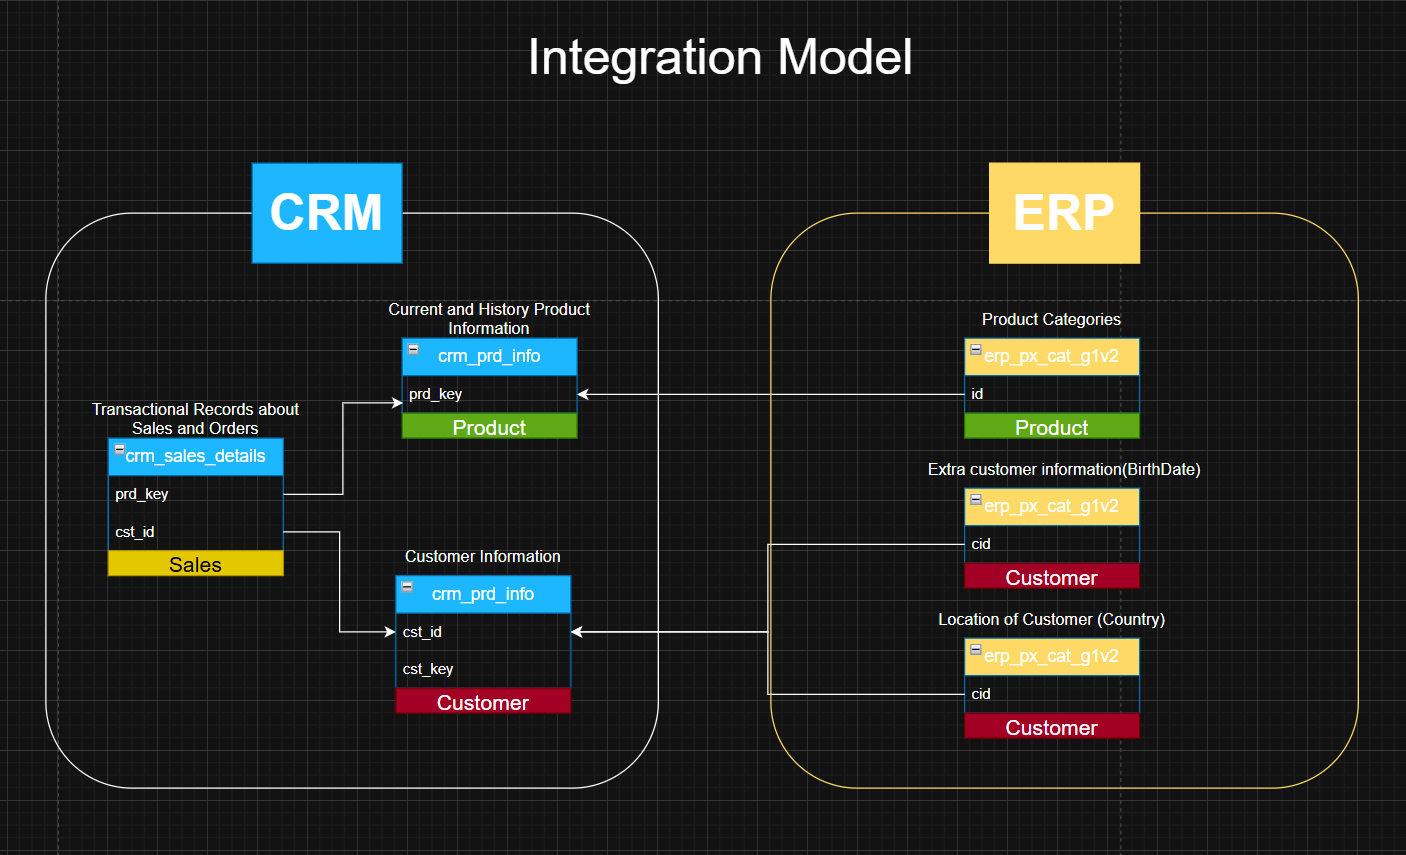 Integration Model
CRM
ERP
Current and History Product
Information
crm_prd_info
prd_key
Product
Transactional Records about
Sales and Orders
crm_sales_details
prd_key
cst_id
Sales
Customer Information
crm_prd_info
cst_id
cst_key
Customer
Product Categories
erp_px_cat_g1v2
id
Product
Extra customer information(BirthDate)
erp_px_cat_g1v2
cid
Customer
Location of Customer (Country)
erp_px_cat_g1v2
cid
Customer